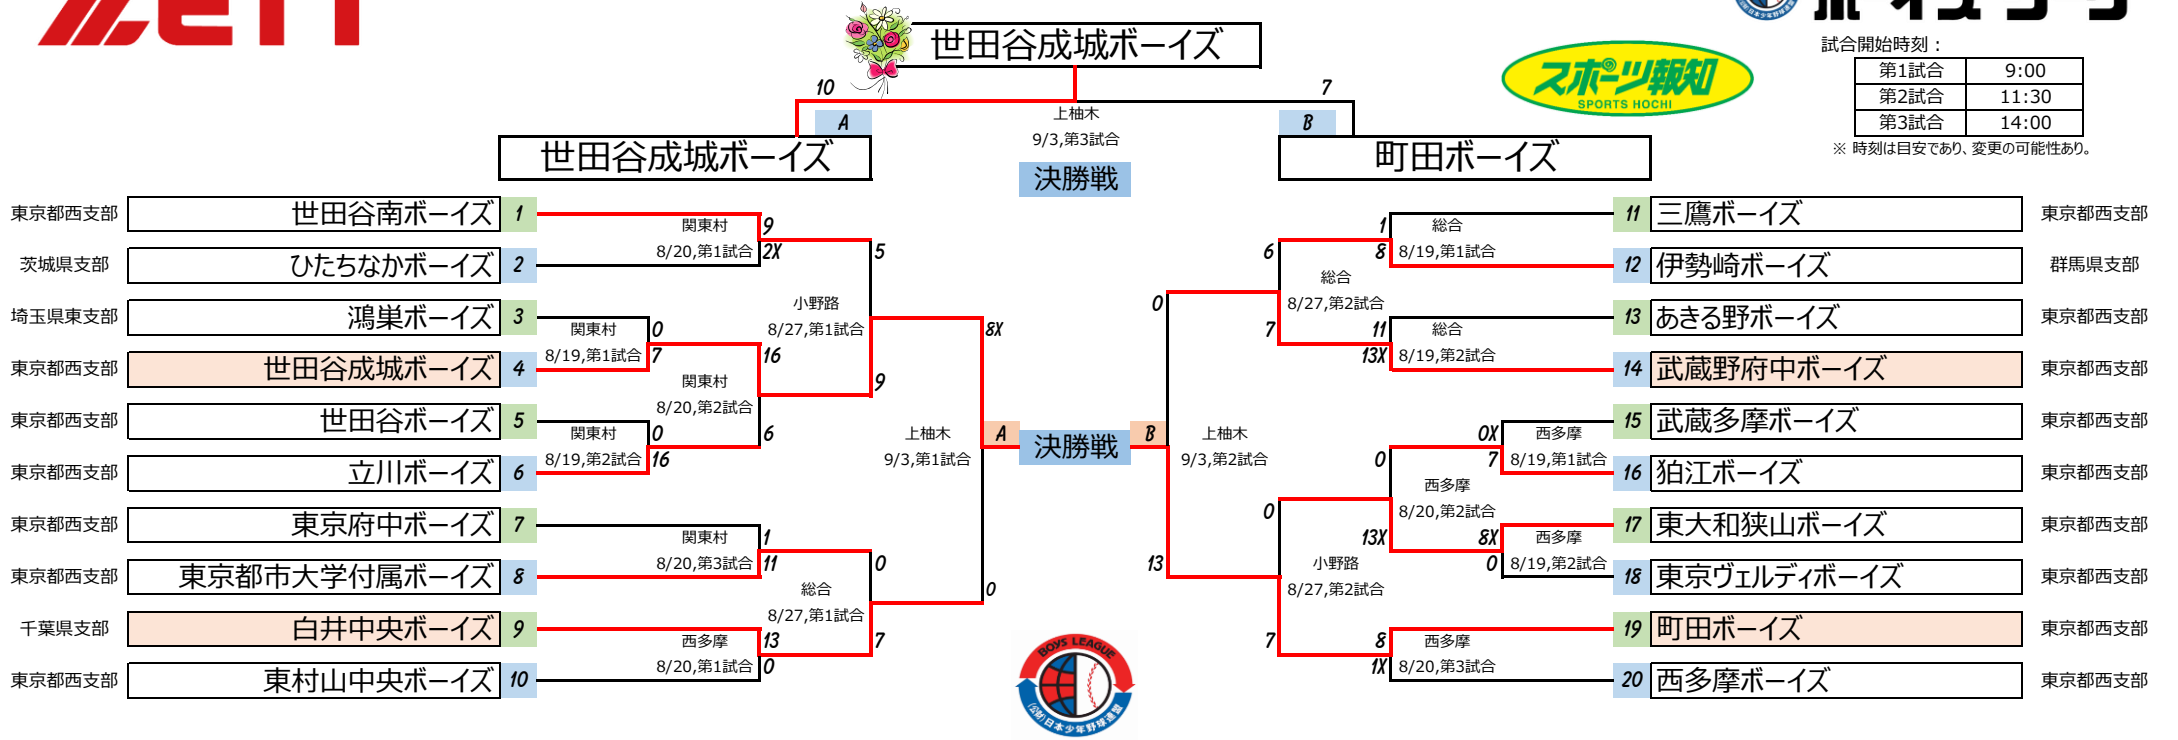 ZETT
ボーイズリーグ
世田谷成城ボーイズ
スポーツ報知
SPORTS HOCHI
試合開始時刻：
第1試合 9:00
第2試合 11:30
第3試合 14:00
※ 時刻は目安であり、変更の可能性あり。
10 7
A B
上柚木
9/3,第3試合
世田谷成城ボーイズ 町田ボーイズ
決勝戦
東京都西支部 世田谷南ボーイズ 1
茨城県支部 ひたちなかボーイズ 2
関東村
8/20,第1試合
9
2X
埼玉県東支部 鴻巣ボーイズ 3
東京都西支部 世田谷成城ボーイズ 4
関東村
8/19,第1試合
0
7
東京都西支部 世田谷ボーイズ 5
東京都西支部 立川ボーイズ 6
関東村
8/19,第2試合
0
16
関東村
8/20,第2試合
16
6
小野路
8/27,第1試合
5
9
東京都西支部 東京府中ボーイズ 7
東京都西支部 東京都市大学付属ボーイズ 8
関東村
8/20,第3試合
1
11
千葉県支部 白井中央ボーイズ 9
東京都西支部 東村山中央ボーイズ 10
西多摩
8/20,第1試合
13
0
総合
8/27,第1試合
0
7
上柚木
9/3,第1試合
8X
0
A 決勝戦 B
11 三鷹ボーイズ 東京都西支部
12 伊勢崎ボーイズ 群馬県支部
総合
8/19,第1試合
1
8
13 あきる野ボーイズ 東京都西支部
14 武蔵野府中ボーイズ 東京都西支部
総合
8/19,第2試合
11
13X
総合
8/27,第2試合
6
7
15 武蔵多摩ボーイズ 東京都西支部
16 狛江ボーイズ 東京都西支部
西多摩
8/19,第1試合
0X
7
17 東大和狭山ボーイズ 東京都西支部
18 東京ヴェルディボーイズ 東京都西支部
西多摩
8/19,第2試合
8X
0
西多摩
8/20,第2試合
0
13X
19 町田ボーイズ 東京都西支部
20 西多摩ボーイズ 東京都西支部
西多摩
8/20,第3試合
8
1X
小野路
8/27,第2試合
0
7
上柚木
9/3,第2試合
0
13
BOYS LEAGUE
(公財)日本少年野球連盟